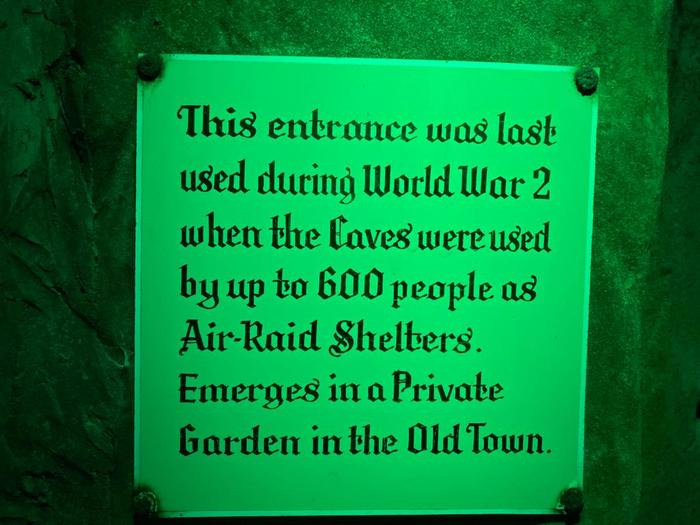 This entrance was last
used during World War 2
when the Caves were used
by up to 600 people as
Air-Raid Shelters.
Emerges in a Private
Garden in the Old Town.